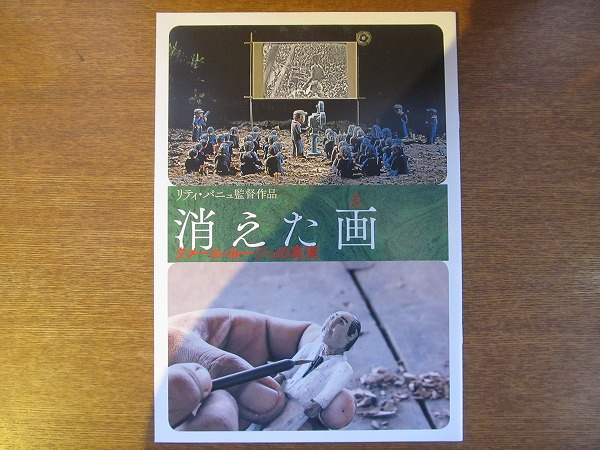 リティ・パニュ監督作品
え
消えた画
クメール・ルージュの真実